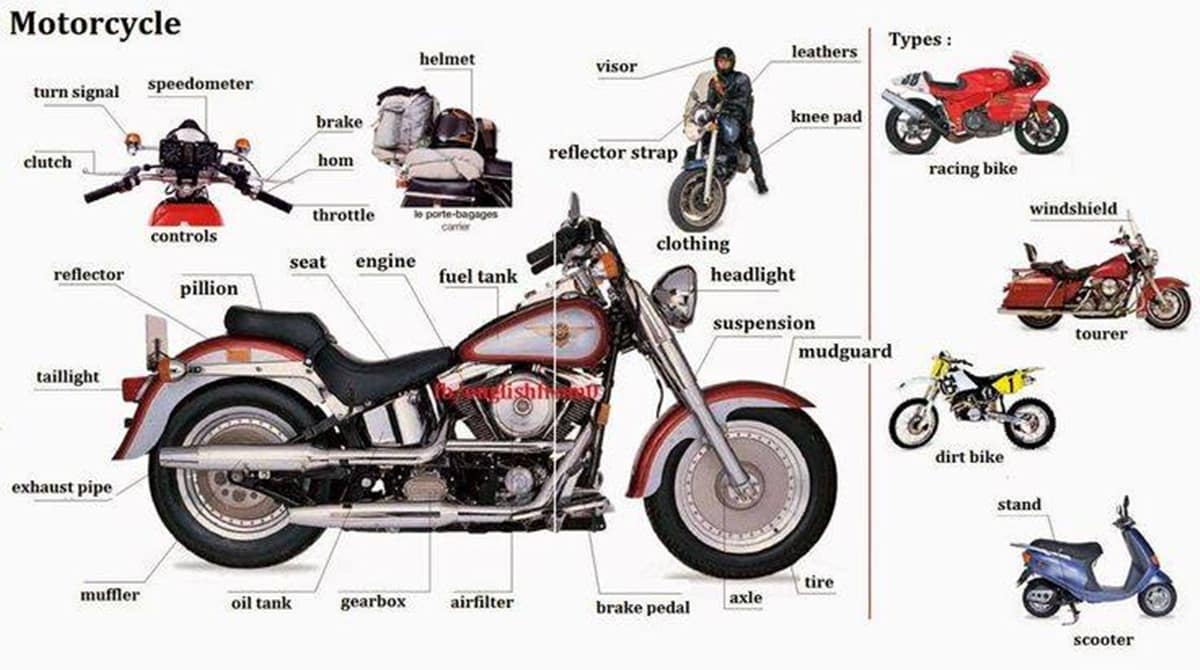 Motorcycle
turn signal
speedometer
clutch
brake
hom
throttle
controls
helmet
le porte-bagages
carrier
visor
leathers
knee pad
reflector strap
clothing
reflector
pillion
seat
engine
fuel tank
headlight
suspension
mudguard
taillight
exhaust pipe
muffler
oil tank
gearbox
airfilter
brake pedal
axle
tire
Types :
48
racing bike
windshield
tourer
1
dirt bike
stand
scooter